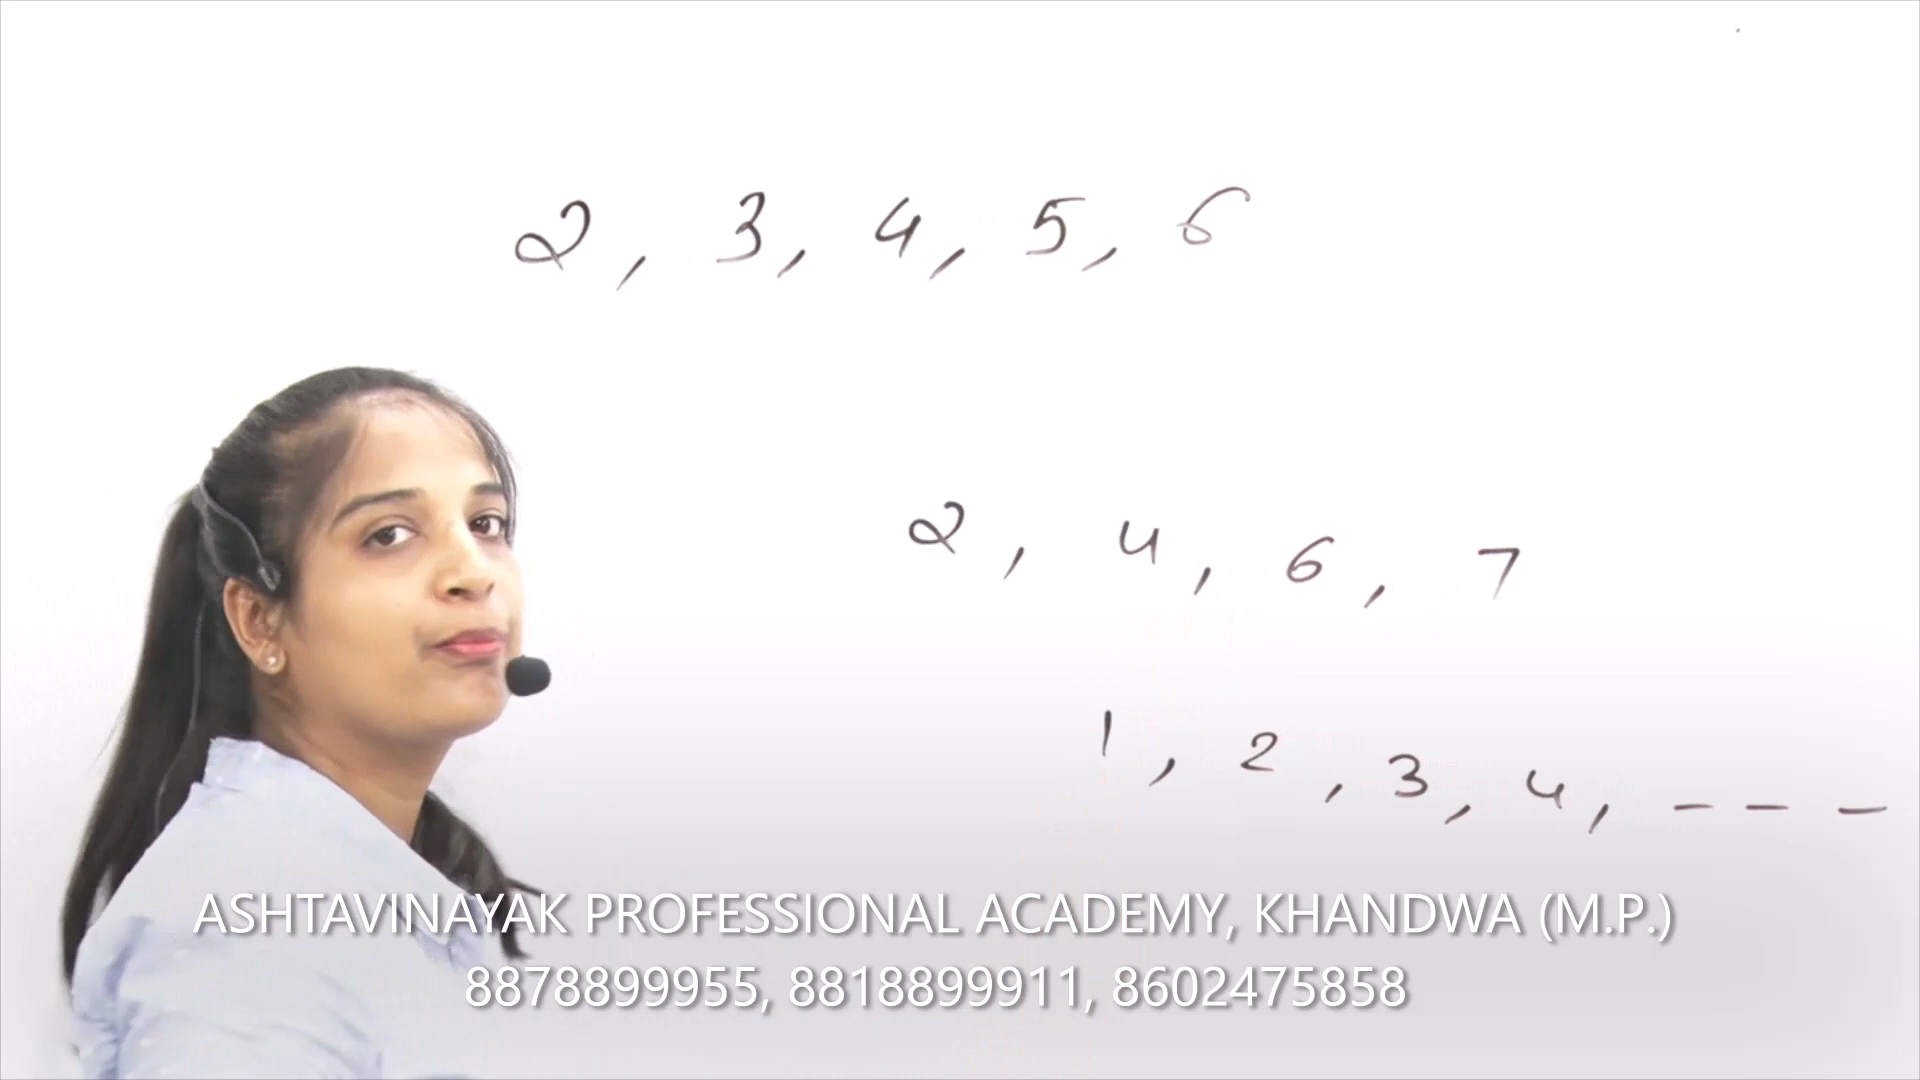 2, 3, 4, 5, 6
2, 4, 6, 7
1, 2, 3, 4, - - -
ASHTAVINAYAK PROFESSIONAL ACADEMY, KHANDWA (M.P.)
8878899955, 8818899911, 8602475858